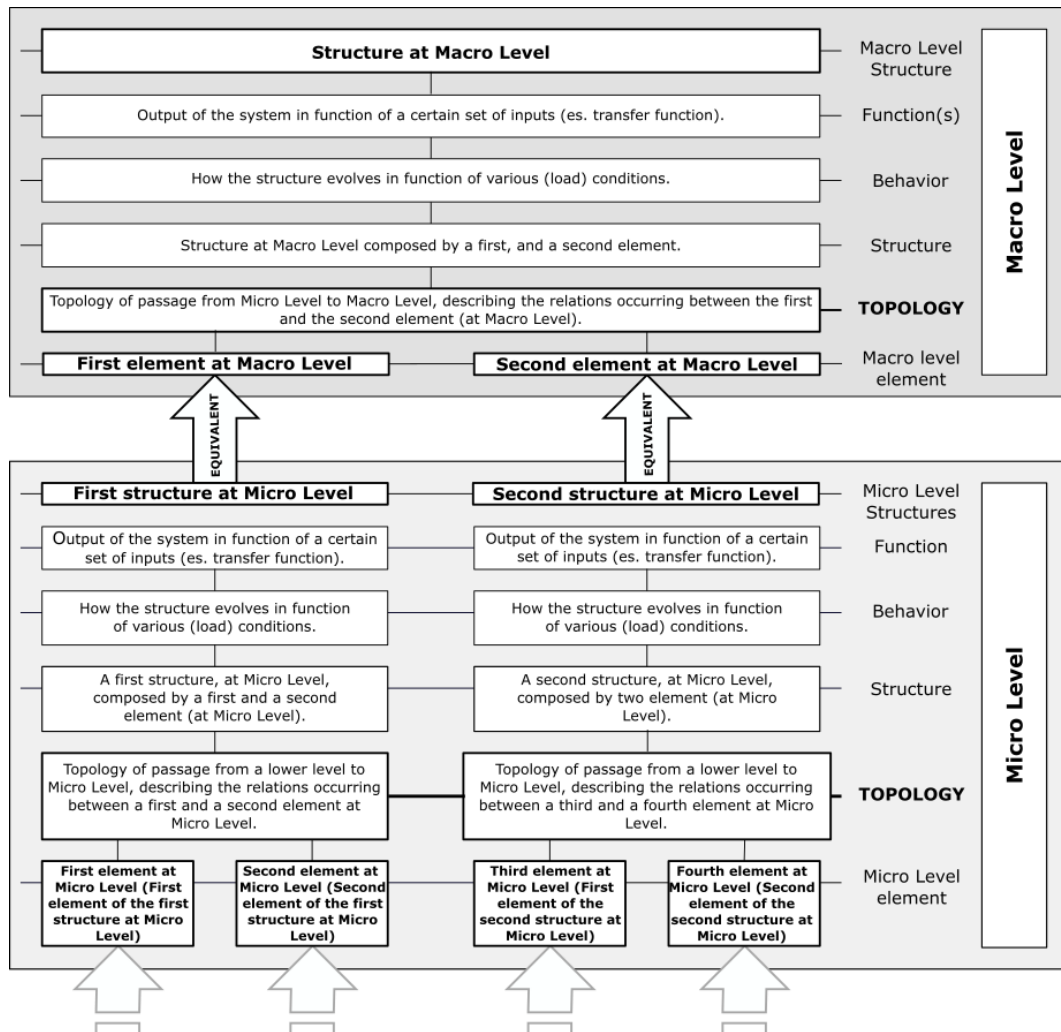 Structure at Macro Level
Macro Level
Structure
Output of the system in function of a certain set of inputs (es. transfer function).
Function(s)
How the structure evolves in function of various (load) conditions.
Behavior
Structure at Macro Level composed by a first, and a second element.
Structure
Topology of passage from Micro Level to Macro Level, describing the relations occurring between the first
and the second element (at Macro Level).
TOPOLOGY
First element at Macro Level
Second element at Macro Level
Macro level
element
Macro Level
EQUIVALENT
EQUIVALENT
First structure at Micro Level
Second structure at Micro Level
Micro Level
Structures
Output of the system in function of a certain
set of inputs (es. transfer function).
Output of the system in function of a certain
set of inputs (es. transfer function).
Function
How the structure evolves in function
of various (load) conditions.
How the structure evolves in function
of various (load) conditions.
Behavior
A first structure, at Micro Level,
composed by a first and a second
element (at Micro Level).
A second structure, at Micro Level,
composed by two element (at Micro
Level).
Structure
Topology of passage from a lower level to
Micro Level, describing the relations occurring
between a first and a second element at
Micro Level.
Topology of passage from a lower level to
Micro Level, describing the relations occurring
between a third and a fourth element at Micro
Level.
TOPOLOGY
First element at
Micro Level (First
element of the first
structure at Micro
Level)
Second element at
Micro Level (Second
element of the first
structure at Micro
Level)
Third element at
Micro Level (First
element of the
second structure at
Micro Level)
Fourth element at
Micro Level (Second
element of the
second structure at
Micro Level)
Micro Level
element
Micro Level